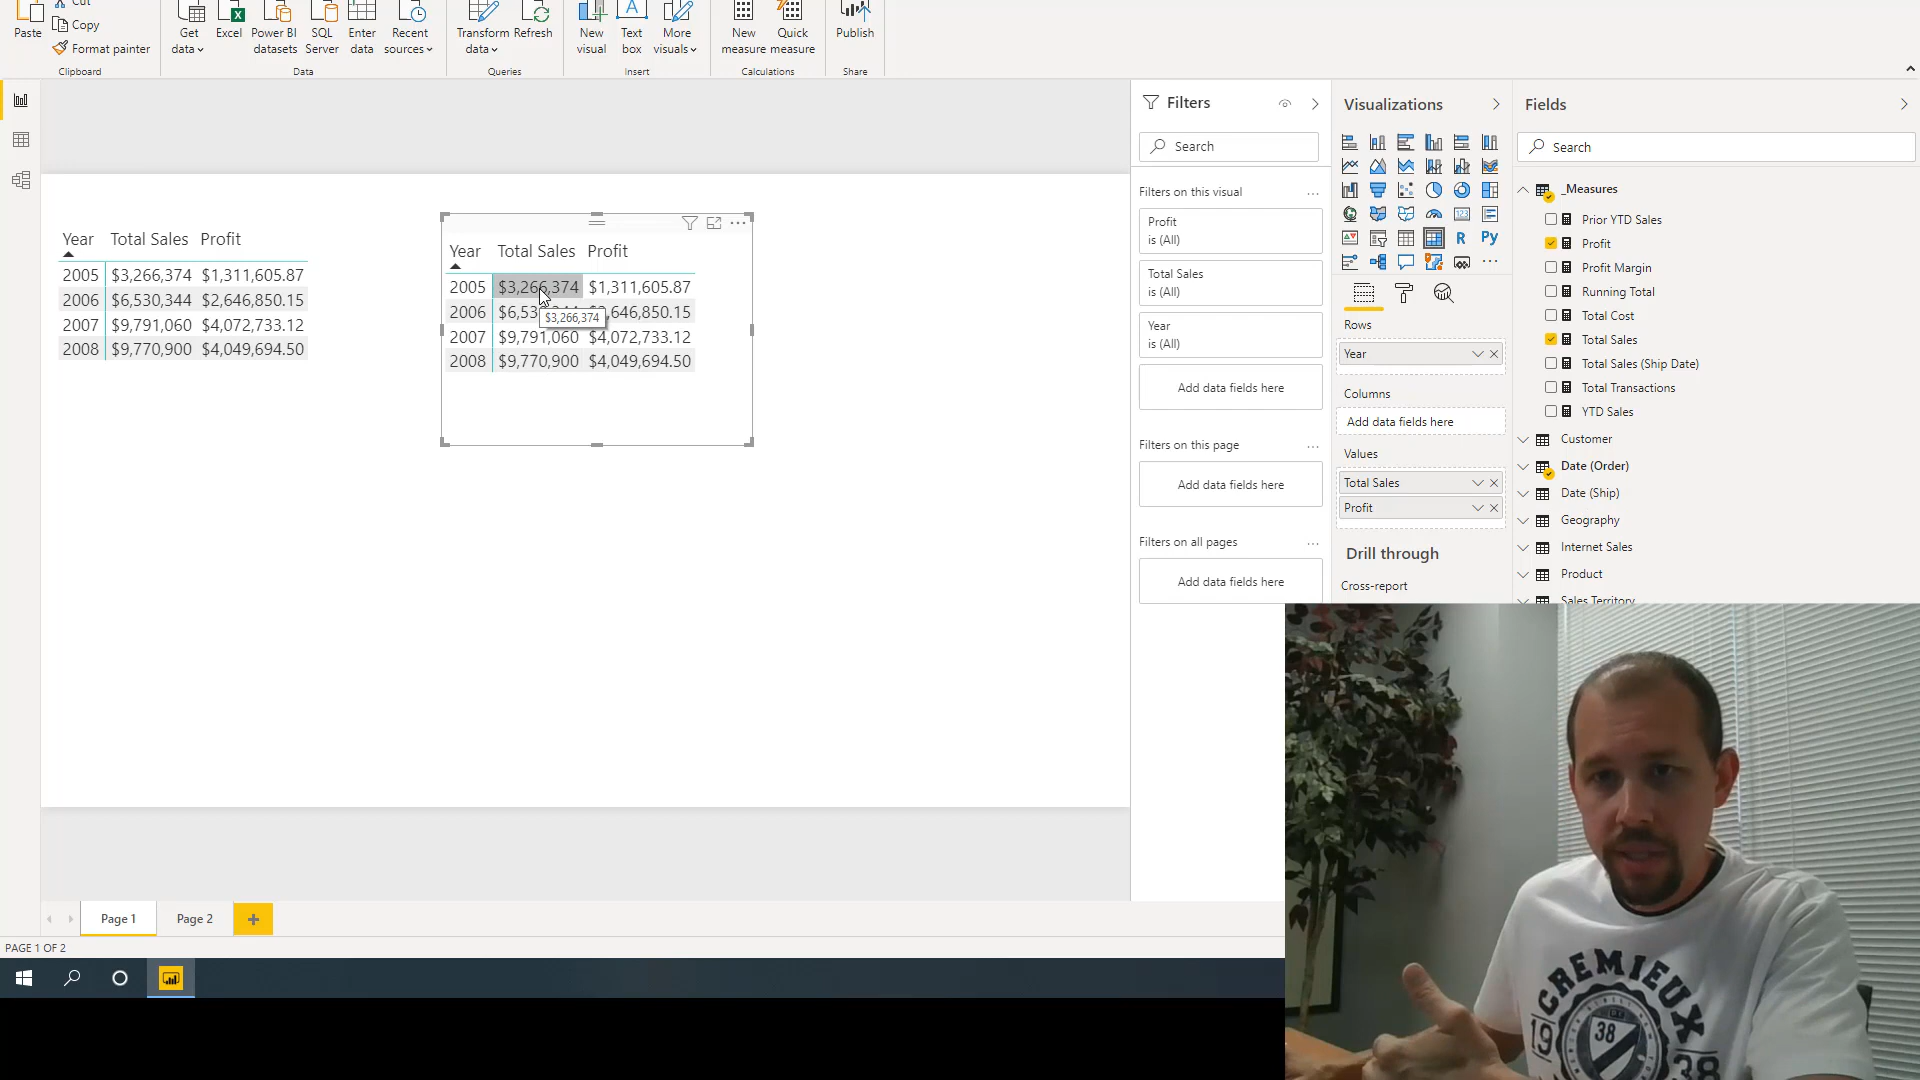 Cut
Paste
Copy
Format painter
Clipboard
Get data
Excel
Power BI datasets
SQL Server
Enter data
Recent sources
Data
Transform data
Refresh
Queries
New visual
Text box
More visuals
Insert
New measure
Quick measure
Calculations
Publish
Share
Year Total Sales Profit
2005 $3,266,374 $1,311,605.87
2006 $6,530,344 $2,646,850.15
2007 $9,791,060 $4,072,733.12
2008 $9,770,900 $4,049,694.50
Year Total Sales Profit
2005 $3,266,374 $1,311,605.87
2006
$3,266,374
2007 $9,791,060 $4,072,733.12
2008 $9,770,900 $4,049,694.50
Filters
Search
Filters on this visual
Profit
is (All)
Total Sales
is (All)
Year
is (All)
Add data fields here
Filters on this page
Add data fields here
Filters on all pages
Add data fields here
Visualizations
R Py
Rows
Year
Columns
Add data fields here
Values
Total Sales
Profit
Drill through
Cross-report
Fields
Search
_Measures
Prior YTD Sales
Profit
Profit Margin
Running Total
Total Cost
Total Sales
Total Sales (Ship Date)
Total Transactions
YTD Sales
Customer
Date (Order)
Date (Ship)
Geography
Internet Sales
Product
Sales Territory
Page 1
Page 2
PAGE 1 OF 2
CREMIEUX
19 38
38